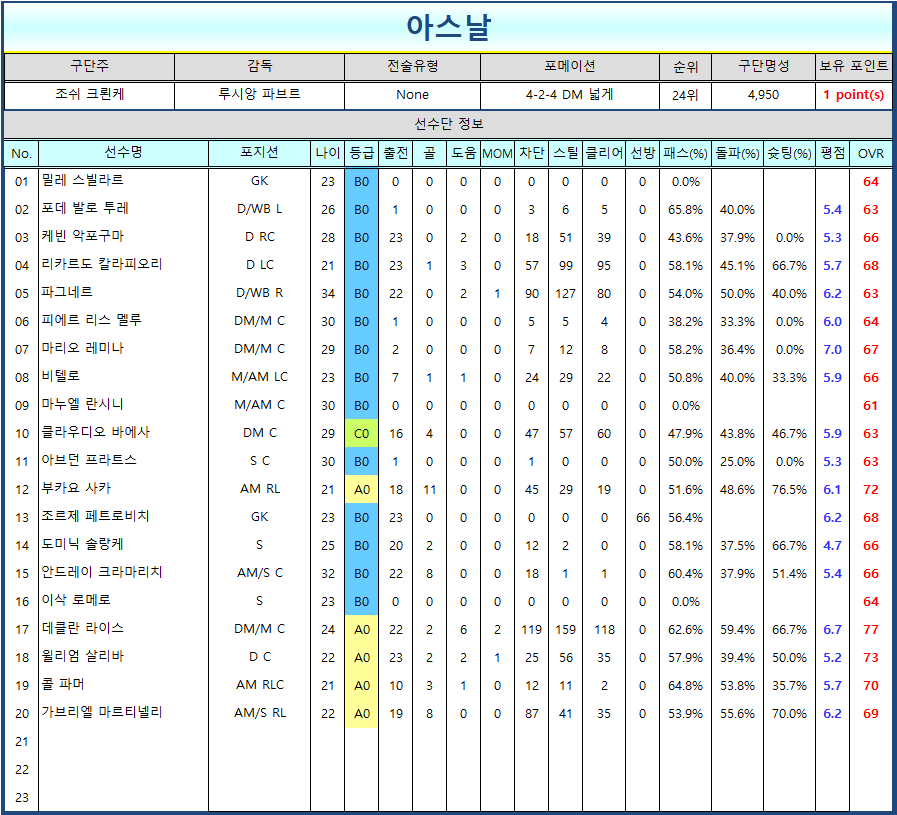 아스날
구단주 감독 전술유형 포메이션 순위 구단명성 보유 포인트
조쉬 크뢴케 루시앙 파브르 None 4-2-4 DM 넓게 24위 4,950 1 point(s)
선수단 정보
No. 선수명 포지션 나이 등급 출전 골 도움 MOM 차단 스틸 클리어 선방 패스(%) 돌파(%) 슛팅(%) 평점 OVR
01 밀레 스빌라르 GK 23 B0 0 0 0 0 0 0 0 0 0.0% 64
02 포데 발로 투레 D/WB L 26 B0 1 0 0 0 3 6 5 0 65.8% 40.0% 5.4 63
03 케빈 악포구마 D RC 28 B0 23 0 2 0 18 51 39 0 43.6% 37.9% 0.0% 5.3 66
04 리카르도 칼라피오리 D LC 21 B0 23 1 3 0 57 99 95 0 58.1% 45.1% 66.7% 5.7 68
05 파그네르 D/WB R 34 B0 22 0 2 1 90 127 80 0 54.0% 50.0% 40.0% 6.2 63
06 피에르 리스 멜루 DM/M C 30 B0 1 0 0 0 5 5 4 0 38.2% 33.3% 0.0% 6.0 64
07 마리오 레미나 DM/M C 29 B0 2 0 0 0 7 12 8 0 58.2% 36.4% 0.0% 7.0 67
08 비텔로 M/AM LC 23 B0 7 1 1 0 24 29 22 0 50.8% 40.0% 33.3% 5.9 66
09 마누엘 란시니 M/AM C 30 B0 0 0 0 0 0 0 0 0 0.0% 61
10 클라우디오 바에사 DM C 29 C0 16 4 0 0 47 57 60 0 47.9% 43.8% 46.7% 5.9 63
11 아브던 프라트스 S C 30 B0 1 0 0 0 1 0 0 0 50.0% 25.0% 0.0% 5.3 63
12 부카요 사카 AM RL 21 A0 18 11 0 0 45 29 19 0 51.6% 48.6% 76.5% 6.1 72
13 조르제 페트로비치 GK 23 B0 23 0 0 0 0 0 0 66 56.4% 6.2 68
14 도미닉 솔랑케 S 25 B0 20 2 0 0 12 2 0 0 58.1% 37.5% 66.7% 4.7 66
15 안드레이 크라마리치 AM/S C 32 B0 22 8 0 0 18 1 1 0 60.4% 37.9% 51.4% 5.4 66
16 이삭 로메로 S 23 B0 0 0 0 0 0 0 0 0 0.0% 64
17 데클란 라이스 DM/M C 24 A0 22 2 6 2 119 159 118 0 62.6% 59.4% 66.7% 6.7 77
18 윌리엄 살리바 D C 22 A0 23 2 2 1 25 56 35 0 57.9% 39.4% 50.0% 5.2 73
19 콜 파머 AM RLC 21 A0 10 3 1 0 12 11 2 0 64.8% 53.8% 35.7% 5.7 70
20 가브리엘 마르티넬리 AM/S RL 22 A0 19 8 0 0 87 41 35 0 53.9% 55.6% 70.0% 6.2 69
21
22
23